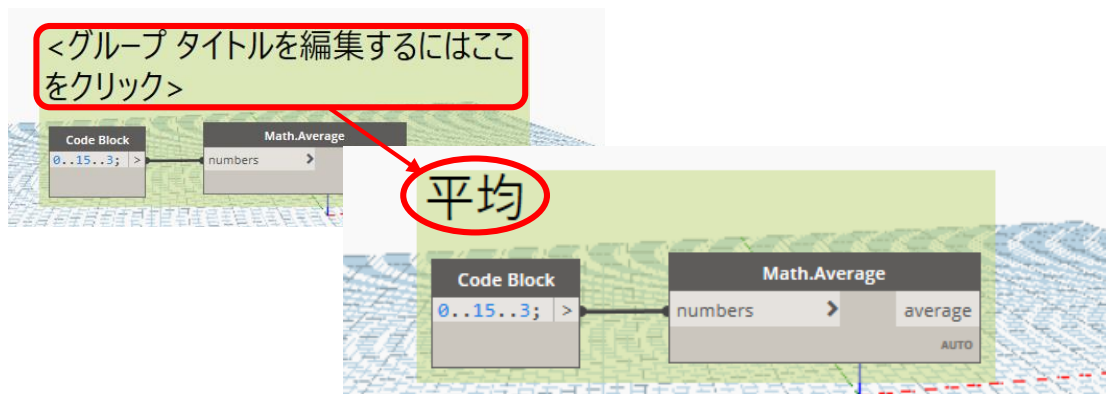 <グループ タイトルを編集するにはここ
をクリック>
Code Block
Math.Average
0..15..3; >
numbers >
平均
Code Block
Math.Average
0..15..3; >
numbers > average
AUTO